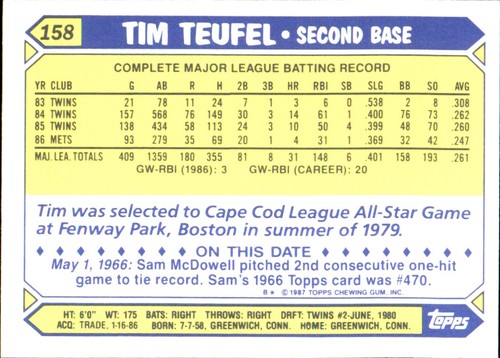 158 TIM TEUFEL • SECOND BASE
COMPLETE MAJOR LEAGUE BATTING RECORD
YR CLUB G AB R H 2B 3B HR RBI SB SLG BB SO AVG
83 TWINS 21 78 11 24 7 1 3 6 0 .538 2 8 .308
84 TWINS 157 568 76 149 30 3 14 61 1 .400 76 73 .262
85 TWINS 138 434 58 113 24 3 10 50 4 .399 48 70 .260
86 METS 93 279 35 69 20 1 4 31 1 .369 32 42 .247
MAJ. LEA. TOTALS 409 1359 180 355 81 8 31 148 6 .401 158 193 .261
GW-RBI (1986): 3 GW-RBI (CAREER): 20
Tim was selected to Cape Cod League All-Star Game
at Fenway Park, Boston in summer of 1979.
ON THIS DATE
May 1, 1966: Sam McDowell pitched 2nd consecutive one-hit
game to tie record. Sam's 1966 Topps card was #470.
B* ©1987 TOPPS CHEWING GUM, INC.
HT: 6'0" WT: 175 BATS: RIGHT THROWS: RIGHT DRFT: TWINS #2-JUNE, 1980
ACQ: TRADE, 1-16-86 BORN: 7-7-58, GREENWICH, CONN. HOME: GREENWICH, CONN.
Topps